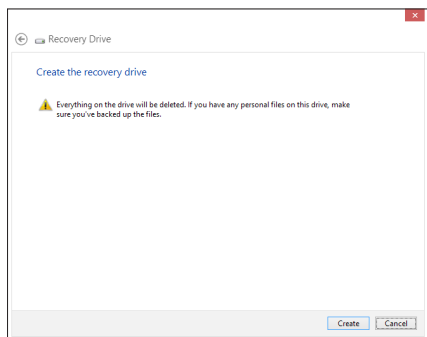 Recovery Drive
Create the recovery drive
Everything on the drive will be deleted. If you have any personal files on this drive, make
sure you've backed up the files.
Create Cancel